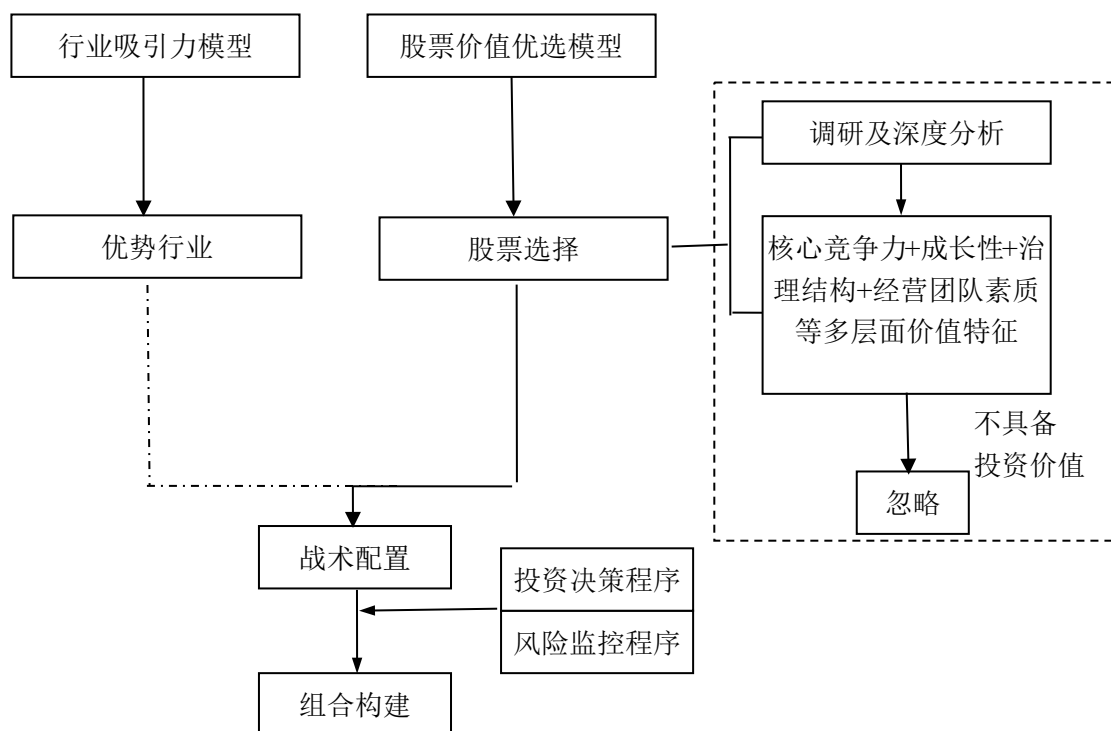 行业吸引力模型
股票价值优选模型
调研及深度分析
优势行业
股票选择
核心竞争力+成长性+治
理结构+经营团队素质
等多层面价值特征
不具备
投资价值
忽略
战术配置
投资决策程序
风险监控程序
组合构建